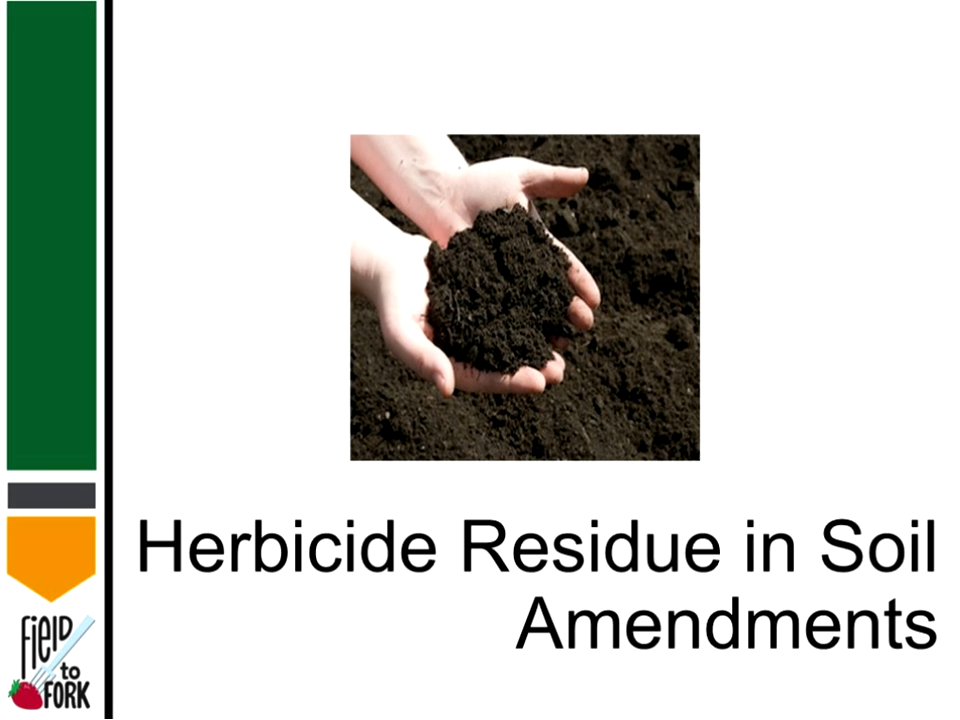 Herbicide Residue in Soil
Amendments
FIELD
to
FORK